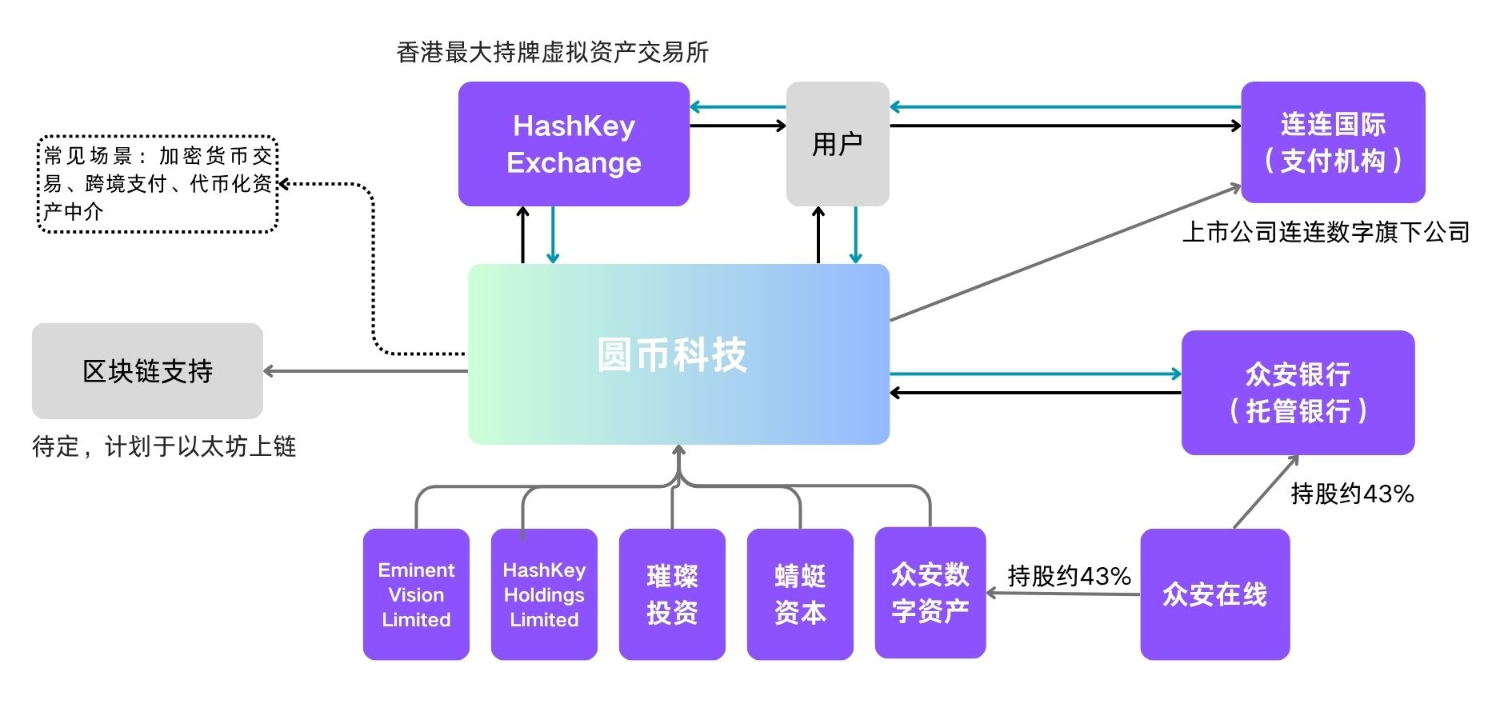 香港最大持牌虚拟资产交易所
HashKey
Exchange
用户
连连国际
（支付机构）
上市公司连连数字旗下公司
常见场景：加密货币交
易、跨境支付、代币化资
产中介
圆币科技
区块链支持
待定，计划于以太坊上链
众安银行
（托管银行）
持股约43%
Eminent
Vision
Limited
HashKey
Holdings
Limited
璀璨
投资
蜻蜓
资本
众安数
字资产
持股约43%
众安在线